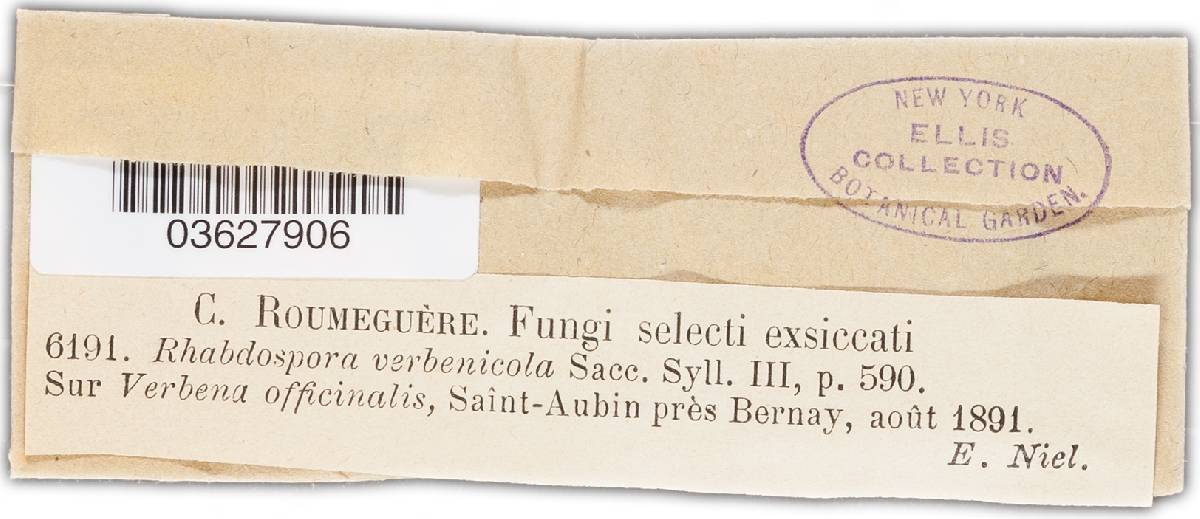 NEW YORK
ELLIS
COLLECTION
BOTANICAL GARDEN.
03627906
C. ROUMEGUÈRE. Fungi selecti exsiccati
6191. Rhabdospora verbenicola Sacc. Syll. III, p. 590.
Sur Verbena officinalis, Saînt-Aubin près Bernay, août 1891.
E. Niel.